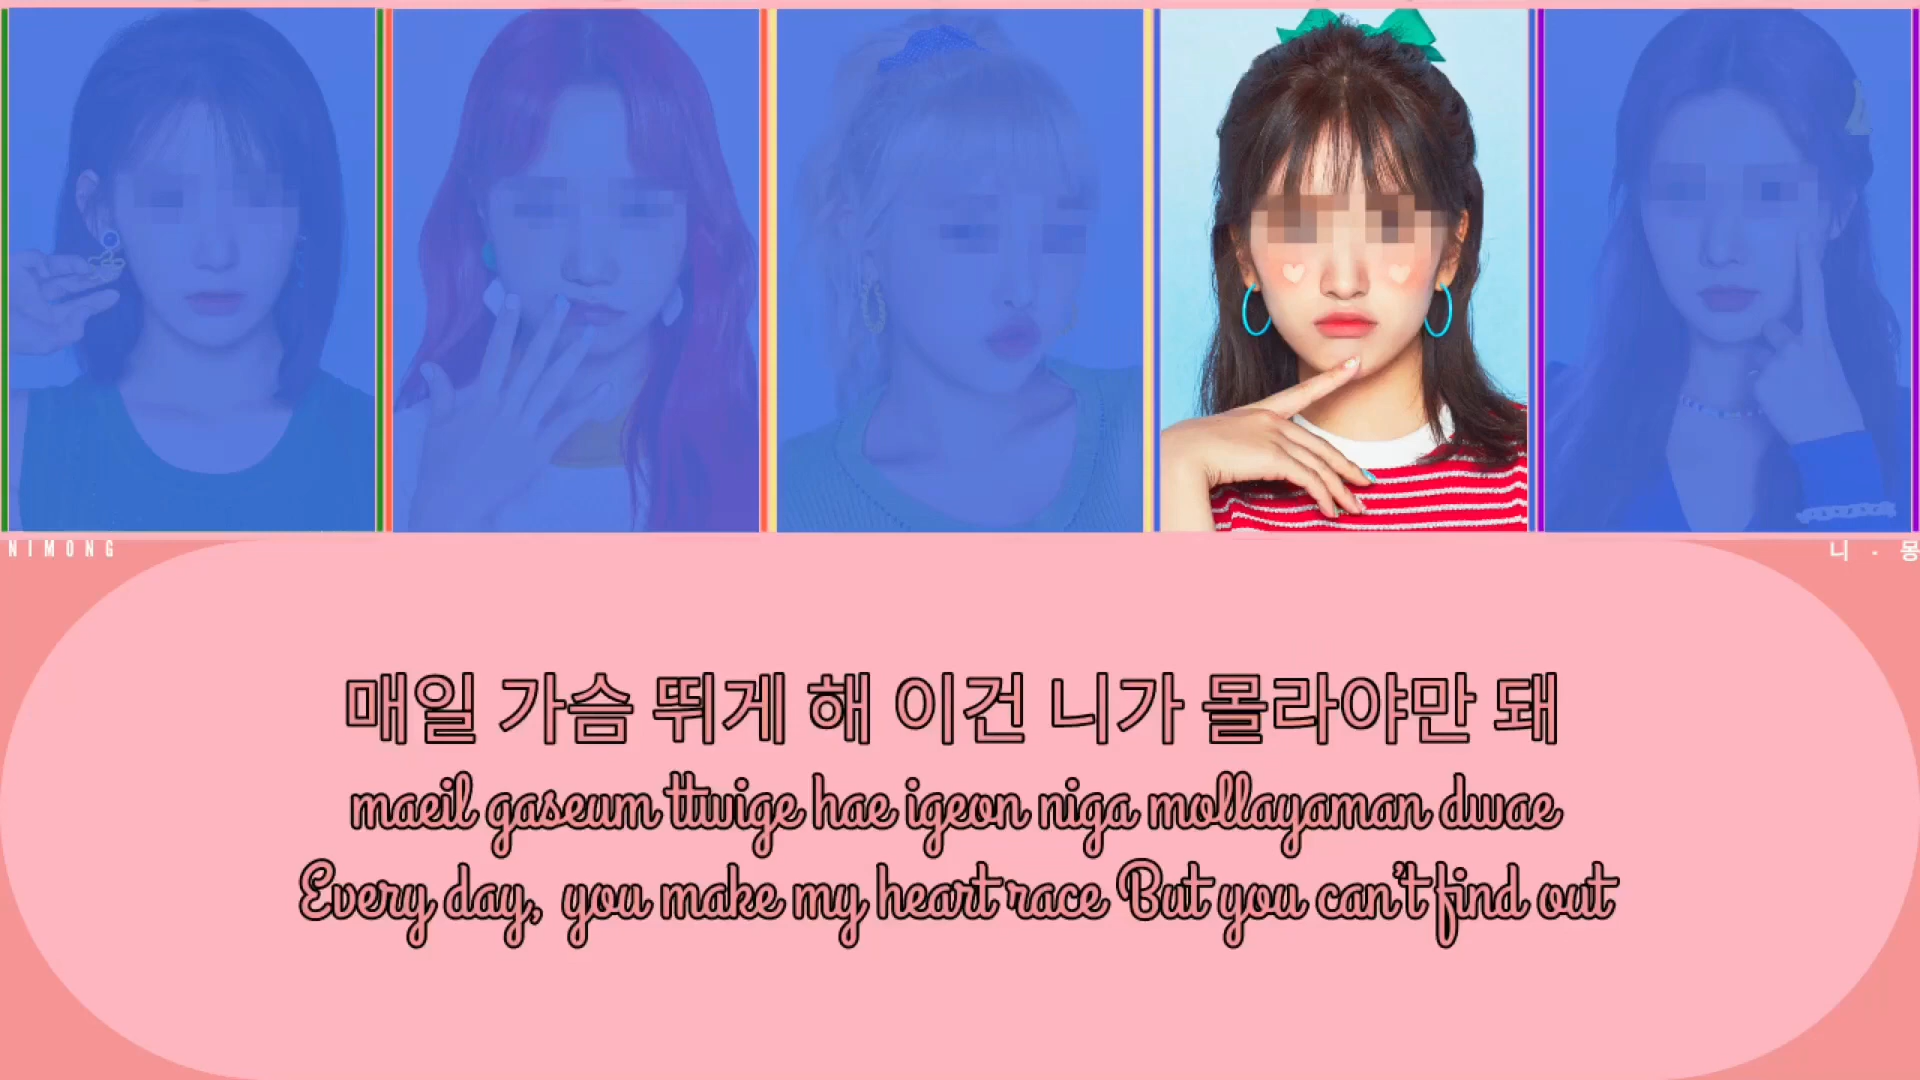 NIMONG
니 · 몽
매일 가슴 뛰게 해 이건 니가 몰라야만 돼
maeil gaseum ttwige hae igeon niga mollayaman dwae
Every day, you make my heart race But you can't find out